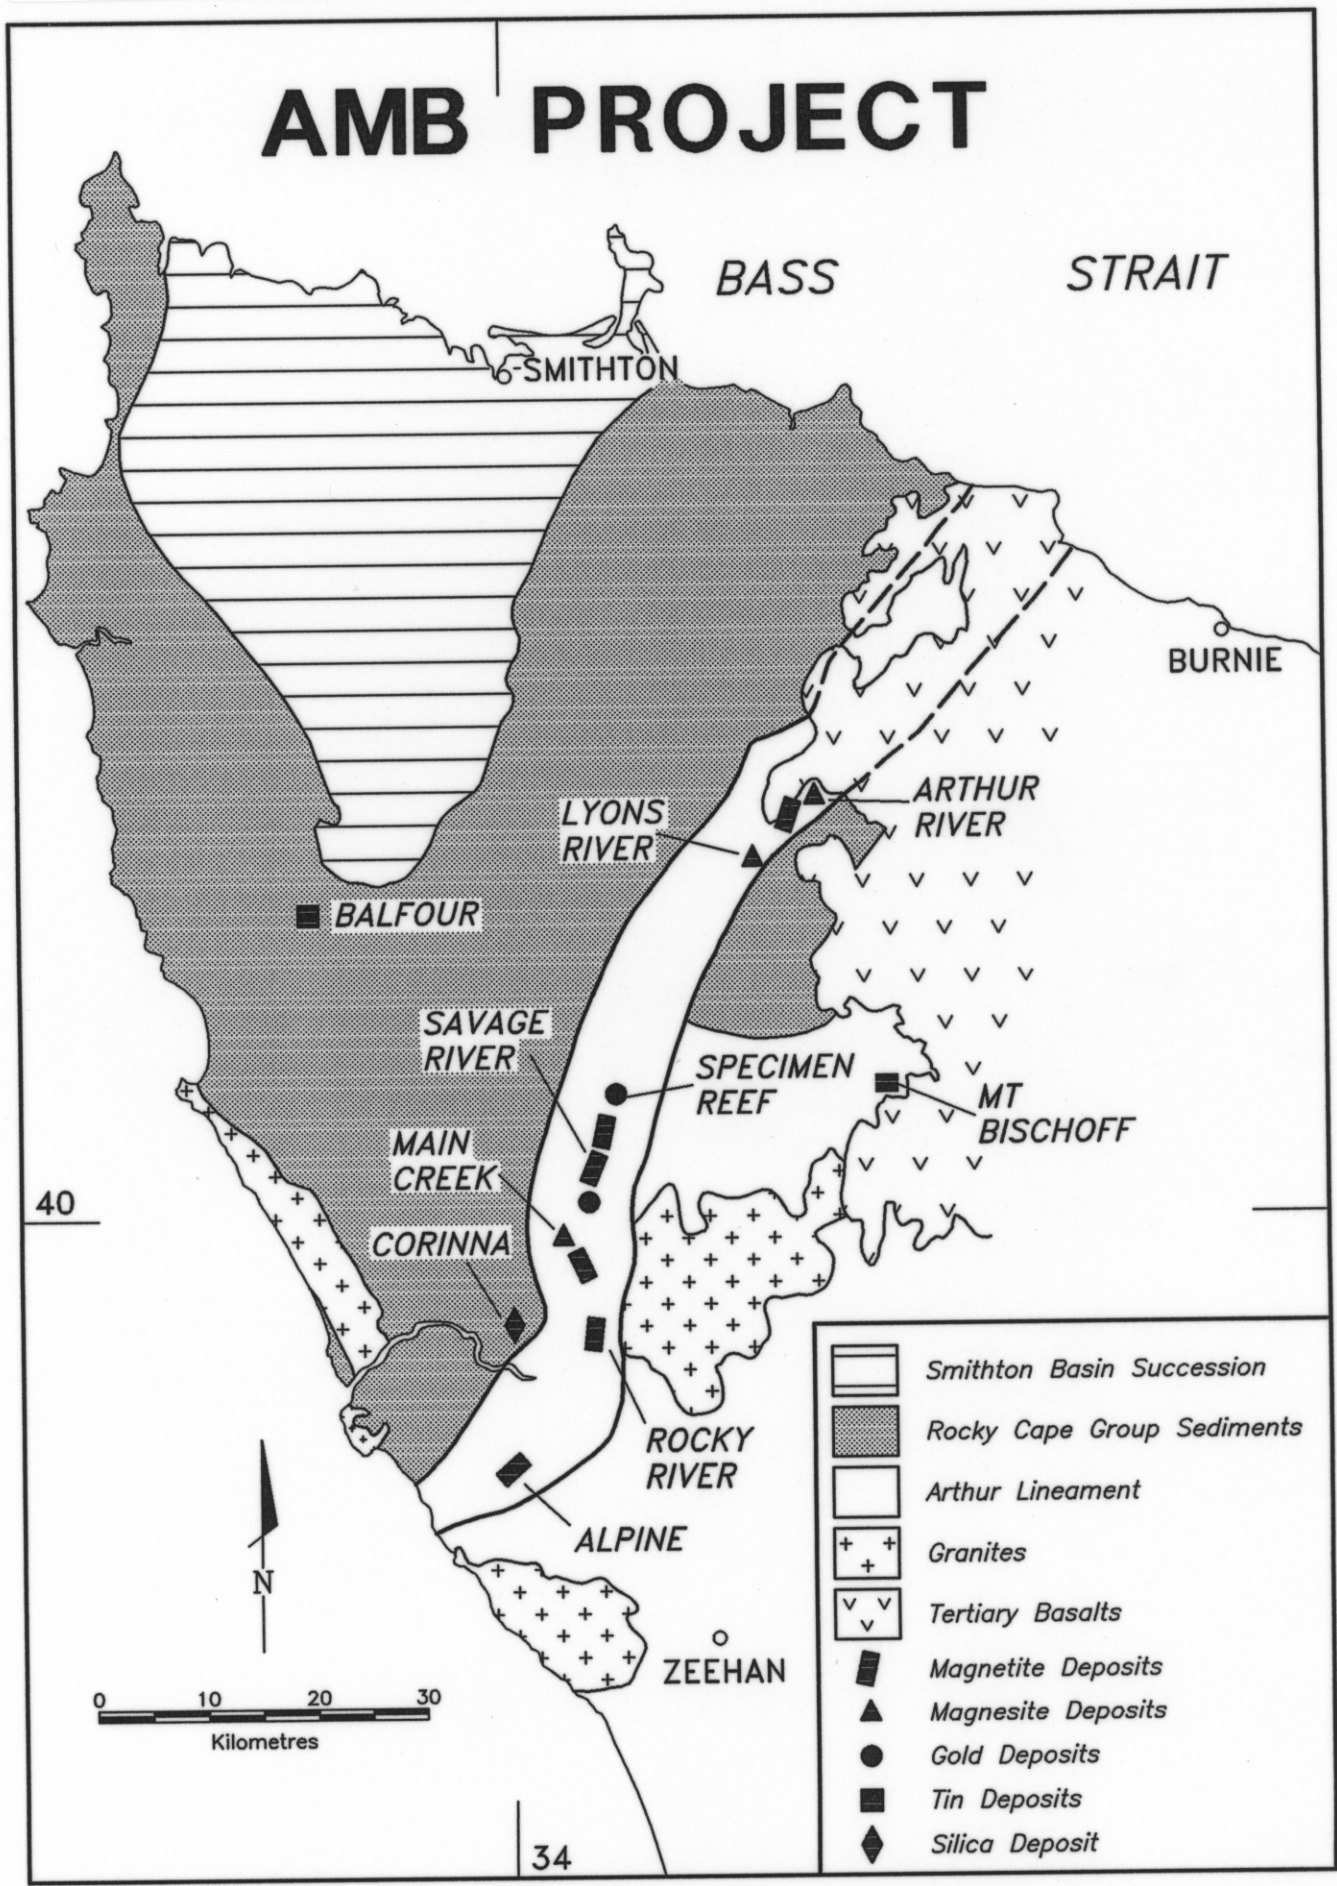 AMB PROJECT
BASS STRAIT
SMITHTON
BURNIE
ARTHUR
RIVER
LYONS
RIVER
BALFOUR
SAVAGE
RIVER
SPECIMEN
REEF
MT
BISCHOFF
MAIN
CREEK
40
CORINNA
ROCKY
RIVER
ALPINE
N
ZEEHAN
0 10 20 30
Kilometres
34
Smithton Basin Succession
Rocky Cape Group Sediments
Arthur Lineament
Granites
Tertiary Basalts
Magnetite Deposits
Magnesite Deposits
Gold Deposits
Tin Deposits
Silica Deposit